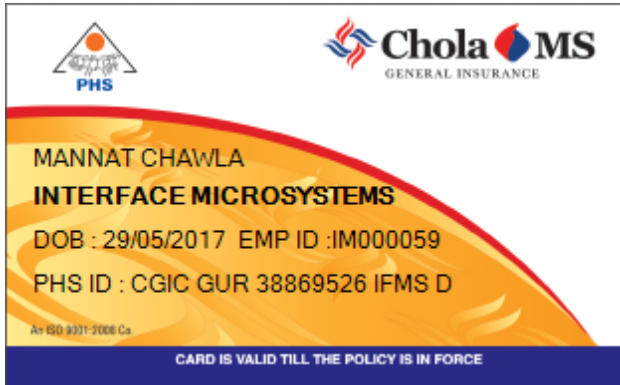 PHS
Chola MS
GENERAL INSURANCE
MANNAT CHAWLA
INTERFACE MICROSYSTEMS
DOB : 29/05/2017 EMP ID :IM000059
PHS ID : CGIC GUR 38869526 IFMS D
An ISO 9001-2008 Co.
CARD IS VALID TILL THE POLICY IS IN FORCE